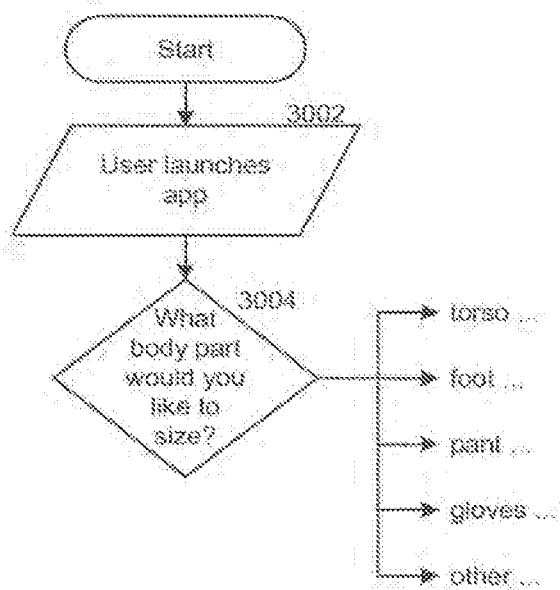 Start
3002
User launches
app
3004
What
body part
would you
like to
size?
torso ...
foot ...
pant ...
gloves ...
other ...